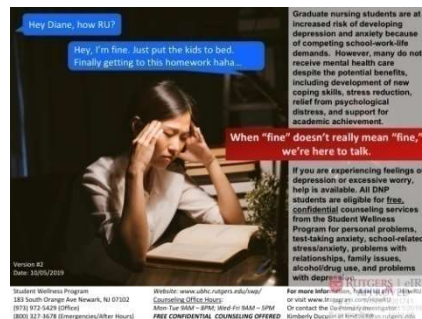 Hey Diane, how RU?
Hey, I'm fine. Just put the kids to bed.
Finally getting to this homework haha...
Graduate nursing students are at
increased risk of developing
depression and anxiety because
of competing school-work-life
demands. However, many do not
receive mental health care
despite the potential benefits,
including development of new
coping skills, stress reduction,
relief from psychological
distress, and support for
academic achievement.
When "fine" doesn't really mean "fine,"
we're here to talk.
If you are experiencing feelings of
depression or excessive worry,
help is available. All DNP
students are eligible for free,
confidential counseling services
from the Student Wellness
Program for personal problems,
test-taking anxiety, school-related
stress/anxiety, problems with
relationships, family issues,
alcohol/drug use, and problems
with
Version #2
Date: 10/05/2019
Student Wellness Program
183 South Orange Ave Newark, NJ 07102
(973) 972-5429 (Office)
(800) 327-3678 (Emergencies/After Hours)
Website: www.ubhc.rutgers.edu/swp/
Counseling Office Hours:
Mon-Tue 9AM – 8PM; Wed-Fri 9AM – 5PM
FREE CONFIDENTIAL COUNSELING OFFERED
For more
or visit
Or contact the
Kimberly
RUTGERS